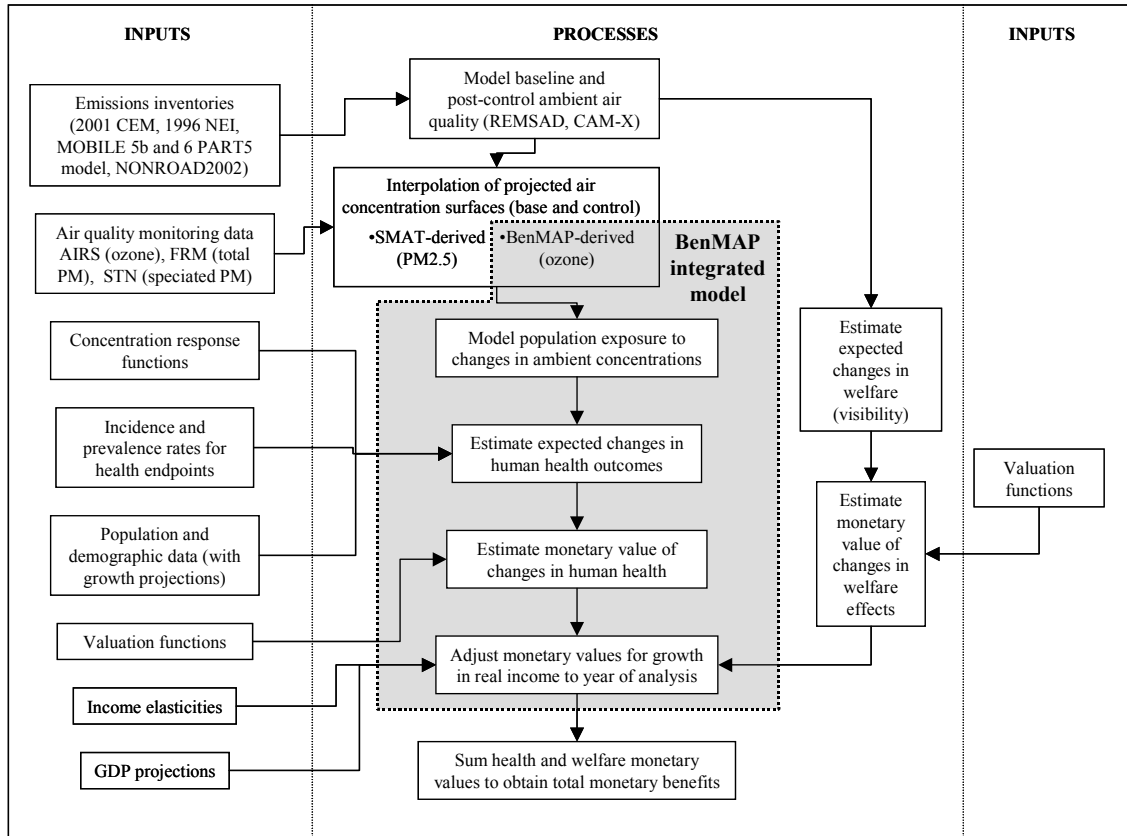 INPUTS
PROCESSES
INPUTS
Emissions inventories
(2001 CEM, 1996 NEI,
MOBILE 5b and 6 PART5
model, NONROAD2002)
Model baseline and
post-control ambient air
quality (REMSAD, CAM-X)
Air quality monitoring data
AIRS (ozone), FRM (total
PM), STN (speciated PM)
Interpolation of projected air
concentration surfaces (base and control)
•SMAT-derived
(PM2.5)
•BenMAP-derived
(ozone)
BenMAP
integrated
model
Concentration response
functions
Model population exposure to
changes in ambient concentrations
Estimate
expected
changes in
welfare
(visibility)
Incidence and
prevalence rates for
health endpoints
Estimate expected changes in
human health outcomes
Valuation
functions
Population and
demographic data (with
growth projections)
Estimate monetary value of
changes in human health
Estimate
monetary
value of
changes in
welfare
effects
Valuation functions
Adjust monetary values for growth
in real income to year of analysis
Income elasticities
GDP projections
Sum health and welfare monetary
values to obtain total monetary benefits